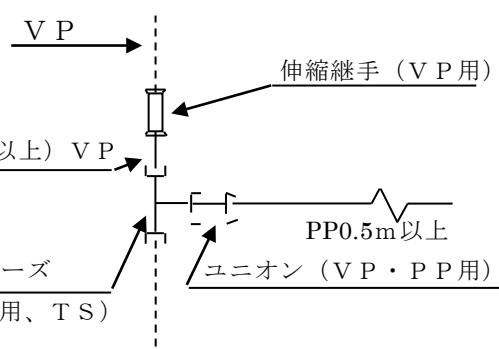 ＶＰ
伸縮継手（ＶＰ用）
以上）ＶＰ
PP0.5ｍ以上
ーズ
ユニオン（ＶＰ・ＰＰ用）
用、ＴＳ）